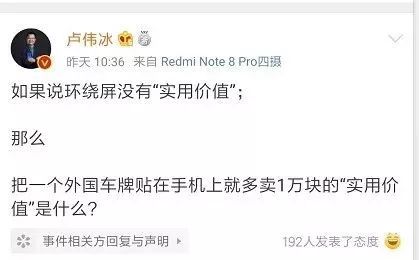 卢伟冰
昨天 10:36 来自 Redmi Note 8 Pro四摄
如果说环绕屏没有“实用价值”；
那么
把一个外国车牌贴在手机上就多卖1万块的“实用价
值”是什么？
事件相关方回复与声明
192人发表了态度